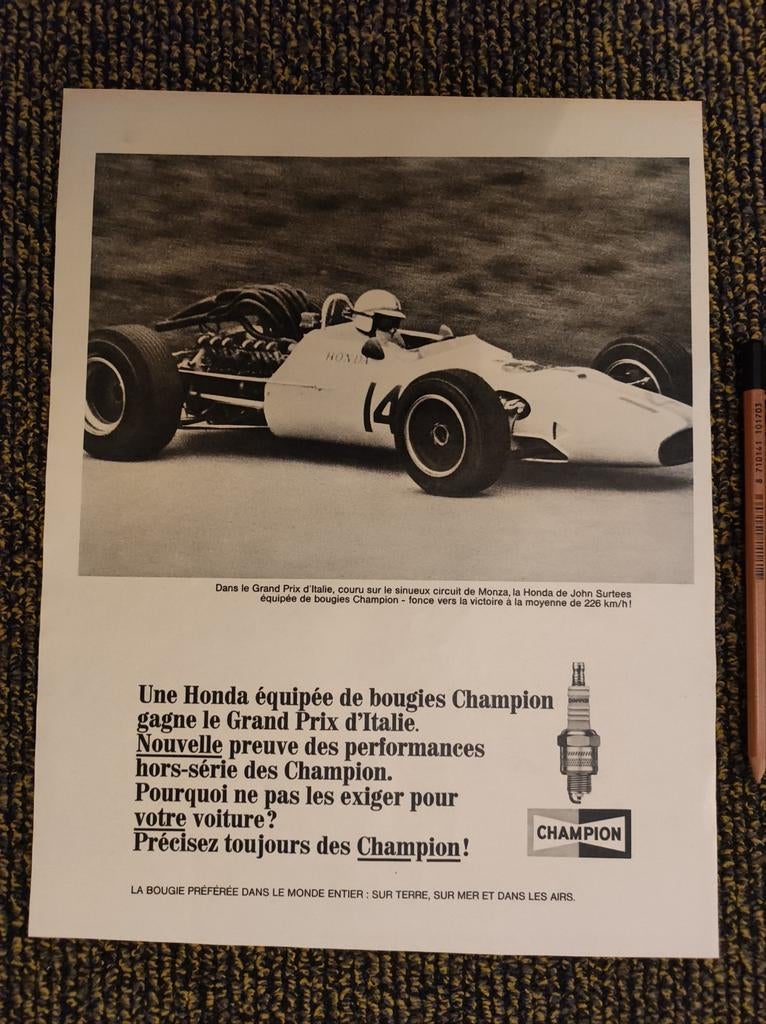 HONDA
14
Dans le Grand Prix d'Italie, couru sur le sinueux circuit de Monza, la Honda de John Surtees
équipée de bougies Champion - fonce vers la victoire à la moyenne de 226 km/h!
Une Honda équipée de bougies Champion
gagne le Grand Prix d'Italie.
Nouvelle preuve des performances
hors-série des Champion.
Pourquoi ne pas les exiger pour
votre voiture?
Précisez toujours des Champion!
CHAMPION
CHAMPION
LA BOUGIE PRÉFÉRÉE DANS LE MONDE ENTIER : SUR TERRE, SUR MER ET DANS LES AIRS.
8 710141 101703